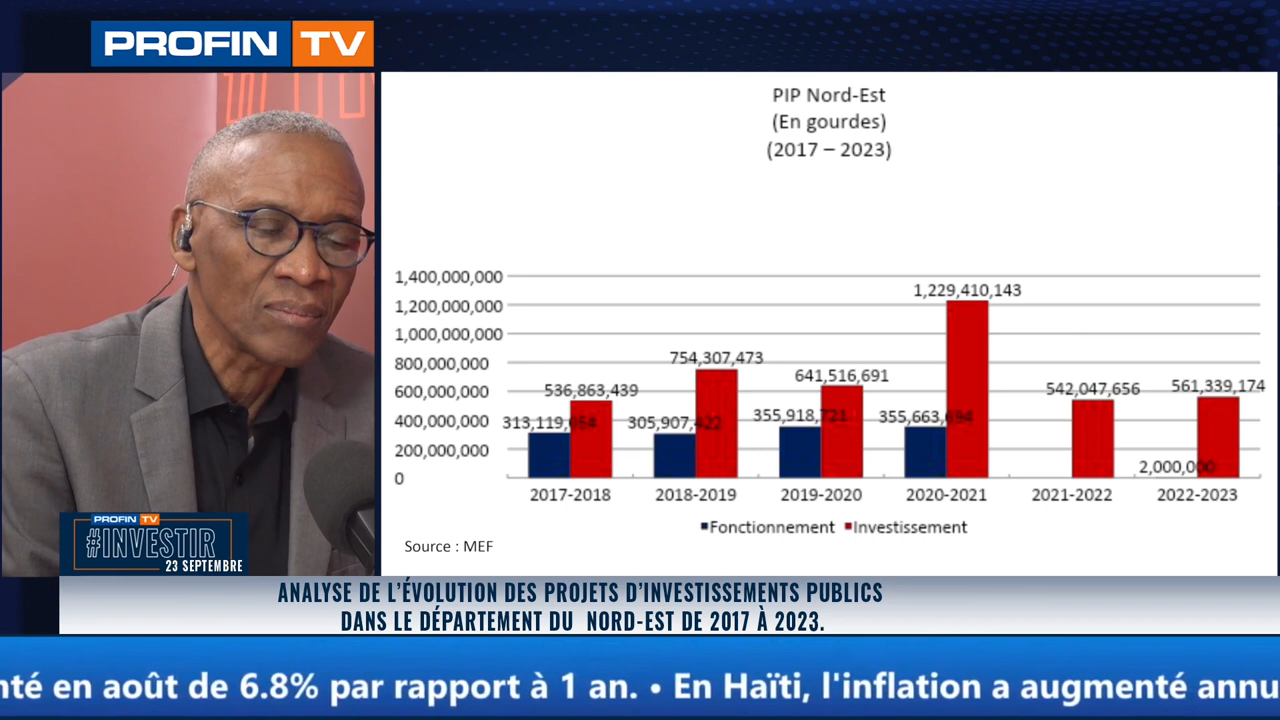 PROFIN TV
PIP Nord-Est
(En gourdes)
(2017 – 2023)
1,400,000,000
1,200,000,000
1,000,000,000
800,000,000
600,000,000
400,000,000
200,000,000
0
536,863,439
754,307,473
641,516,691
1,229,410,143
542,047,656
561,339,174
313,119,064
305,907,422
355,918,721
355,663,694
2,000,000
2017-2018 2018-2019 2019-2020 2020-2021 2021-2022 2022-2023
Fonctionnement Investissement
Source : MEF
PROFIN TV
#INVESTIR
23 SEPTEMBRE
ANALYSE DE L'ÉVOLUTION DES PROJETS D'INVESTISSEMENTS PUBLICS
DANS LE DÉPARTEMENT DU NORD-EST DE 2017 À 2023.
nté en août de 6.8% par rapport à 1 an. • En Haïti, l'inflation a augmenté annu